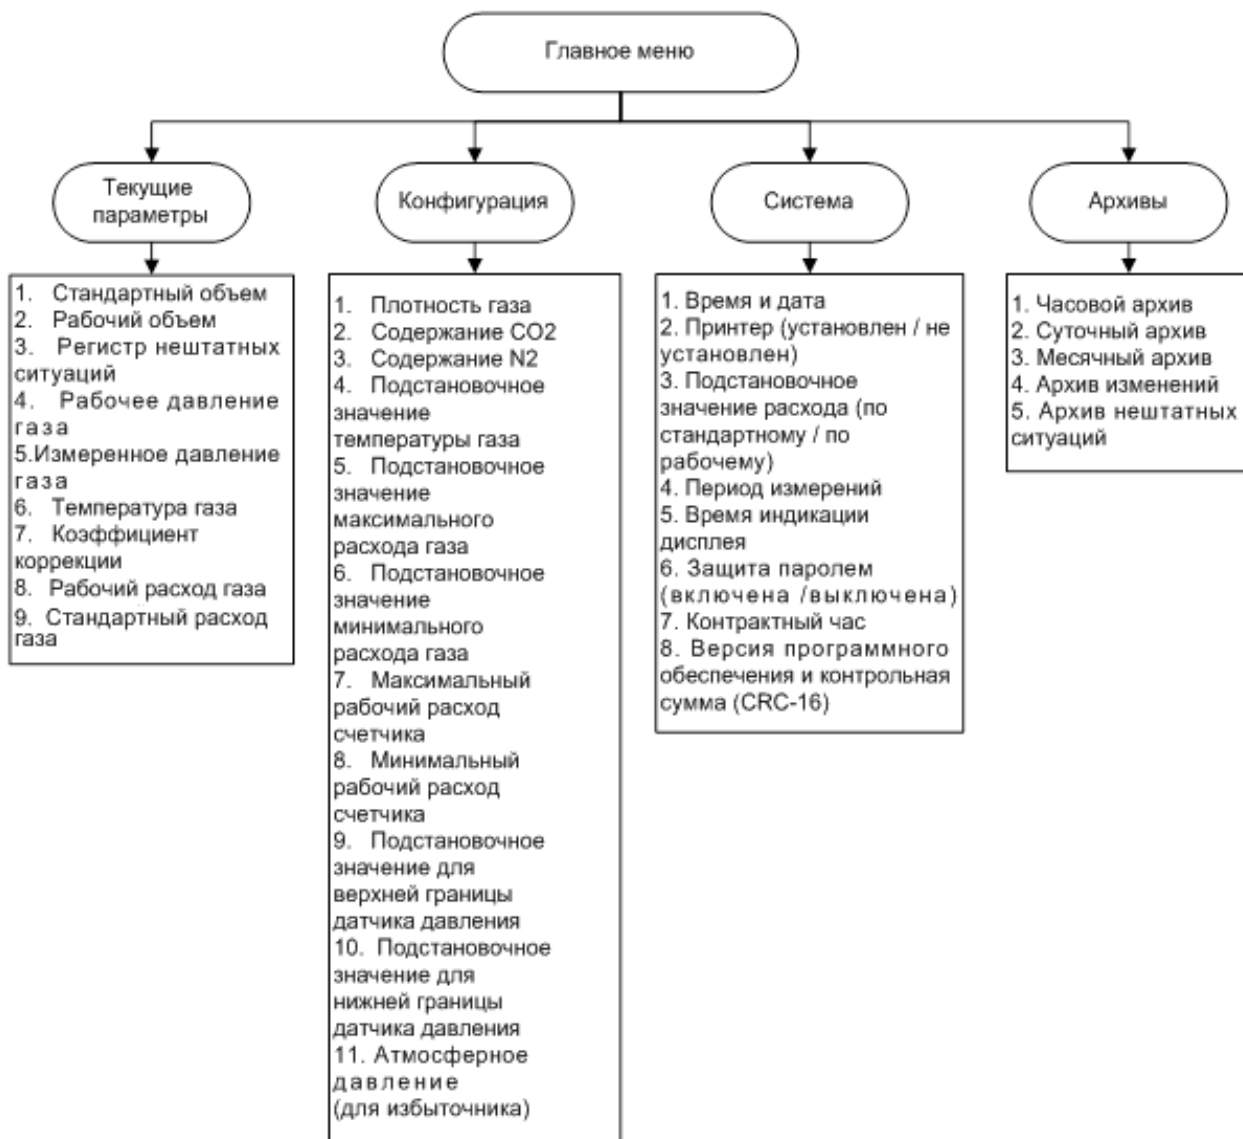 Главное меню
Текущие
параметры
1. Стандартный объем
2. Рабочий объем
3. Регистр нештатных
ситуаций
4. Рабочее давление
газа
5.Измеренное давление
газа
6. Температура газа
7. Коэффициент
коррекции
8. Рабочий расход газа
9. Стандартный расход
газа
Конфигурация
1. Плотность газа
2. Содержание CO2
3. Содержание N2
4. Подстановочное
значение
температуры газа
5. Подстановочное
значение
максимального
расхода газа
6. Подстановочное
значение
минимального
расхода газа
7. Максимальный
рабочий расход
счетчика
8. Минимальный
рабочий расход
счетчика
9. Подстановочное
значение для
верхней границы
датчика давления
10. Подстановочное
значение для
нижней границы
датчика давления
11. Атмосферное
давление
(для избыточника)
Система
1. Время и дата
2. Принтер (установлен / не
установлен)
3. Подстановочное
значение расхода (по
стандартному / по
рабочему)
4. Период измерений
5. Время индикации
дисплея
6. Защита паролем
(включена /выключена)
7. Контрактный час
8. Версия программного
обеспечения и контрольная
сумма (CRC-16)
Архивы
1. Часовой архив
2. Суточный архив
3. Месячный архив
4. Архив изменений
5. Архив нештатных
ситуаций